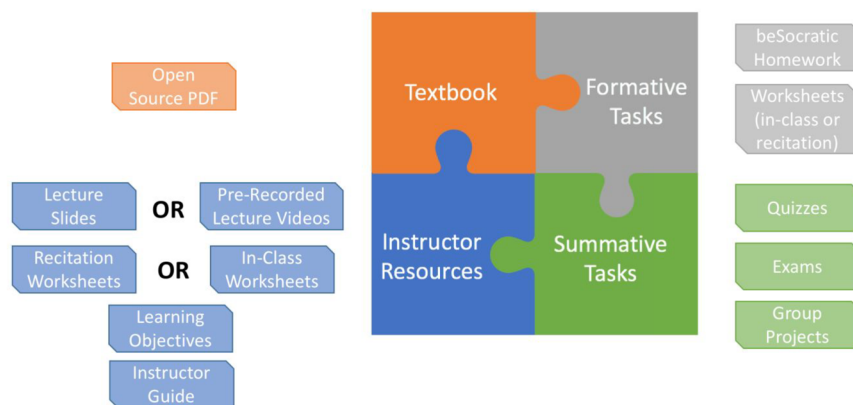 Open
Source PDF
Lecture
Slides
OR
Pre-Recorded
Lecture Videos
Recitation
Worksheets
OR
In-Class
Worksheets
Learning
Objectives
Instructor
Guide
Textbook
Formative
Tasks
Instructor
Resources
Summative
Tasks
beSocratic
Homework
Worksheets
(in-class or
recitation)
Quizzes
Exams
Group
Projects